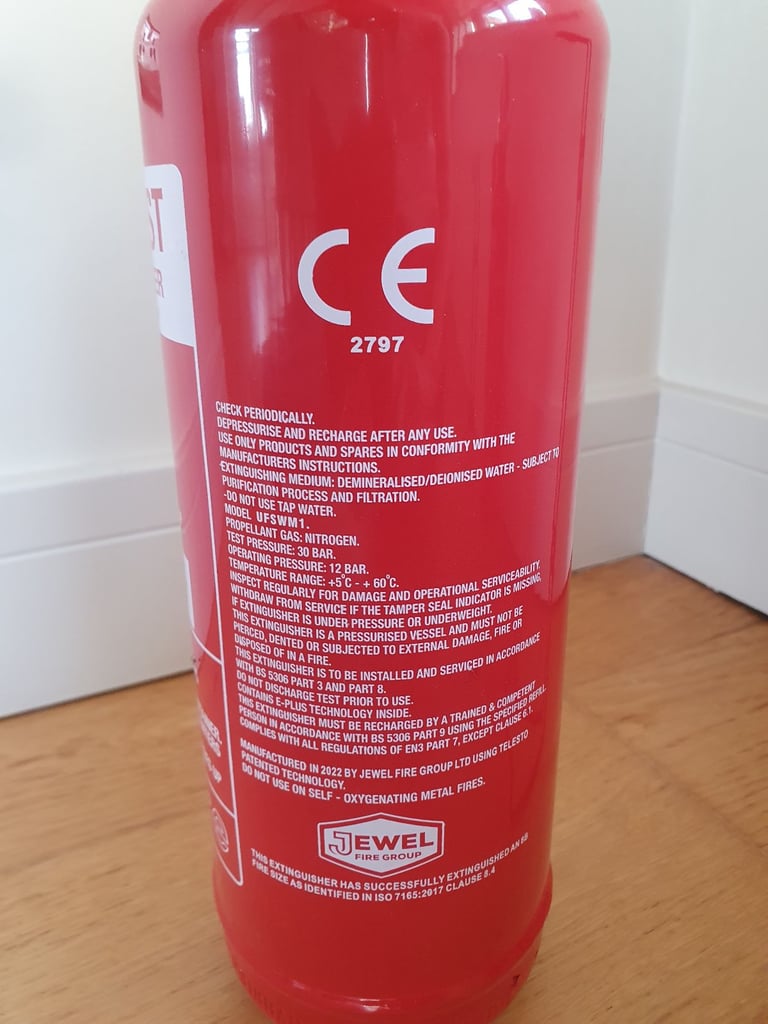 ST
ER
CE
2797
CHECK PERIODICALLY.
DEPRESSURISE AND RECHARGE AFTER ANY USE.
USE ONLY PRODUCTS AND SPARES IN CONFORMITY WITH THE
MANUFACTURERS INSTRUCTIONS.
-EXTINGUISHING MEDIUM: DEMINERALISED/DEIONISED WATER - SUBJECT TO
PURIFICATION PROCESS AND FILTRATION.
-DO NOT USE TAP WATER.
MODEL UFSWM1.
PROPELLANT GAS: NITROGEN.
TEST PRESSURE: 30 BAR.
OPERATING PRESSURE: 12 BAR.
TEMPERATURE RANGE: +5°C - + 60°C.
INSPECT REGULARLY FOR DAMAGE AND OPERATIONAL SERVICEABILITY.
WITHDRAW FROM SERVICE IF THE TAMPER SEAL INDICATOR IS MISSING,
IF EXTINGUISHER IS UNDER PRESSURE OR UNDERWEIGHT.
THIS EXTINGUISHER IS A PRESSURISED VESSEL AND MUST NOT BE
PIERCED, DENTED OR SUBJECTED TO EXTERNAL DAMAGE, FIRE OR
DISPOSED OF IN A FIRE.
THIS EXTINGUISHER IS TO BE INSTALLED AND SERVICED IN ACCORDANCE
WITH BS 5306 PART 3 AND PART 8.
DO NOT DISCHARGE TEST PRIOR TO USE.
CONTAINS E-PLUS TECHNOLOGY INSIDE.
THIS EXTINGUISHER MUST BE RECHARGED BY A TRAINED & COMPETENT
PERSON IN ACCORDANCE WITH BS 5306 PART 9 USING THE SPECIFIED REFILL.
COMPLIES WITH ALL REGULATIONS OF EN3 PART 7, EXCEPT CLAUSE 6.1.
MANUFACTURED IN 2022 BY JEWEL FIRE GROUP LTD USING TELESTO
PATENTED TECHNOLOGY.
DO NOT USE ON SELF - OXYGENATING METAL FIRES.
JEWEL
FIRE GROUP
THIS EXTINGUISHER HAS SUCCESSFULLY EXTINGUISHED AN 8B
FIRE SIZE AS IDENTIFIED IN ISO 7165:2017 CLAUSE 8.4